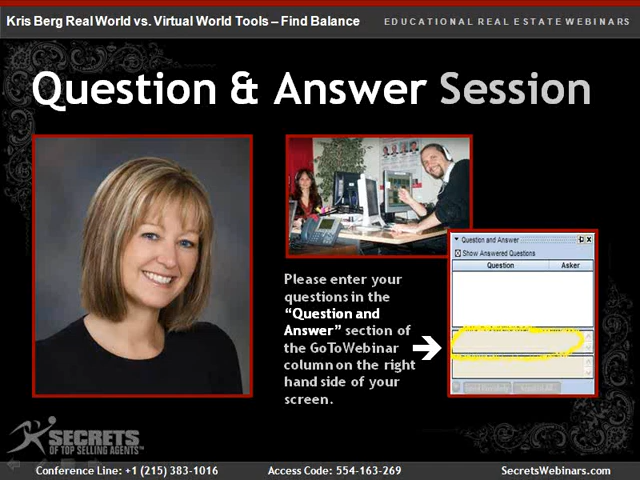 Kris Berg Real World vs. Virtual World Tools – Find Balance
EDUCATIONAL REAL ESTATE WEBINARS
Question & Answer Session
Please enter your
questions in the
“Question and
Answer” section of
the GoToWebinar
column on the right
hand side of your
screen.
Question and Answer
Show Answered Questions
Question Asker
SECRETS
OF TOP SELLING AGENTS™
Conference Line: +1 (215) 383-1016 Access Code: 554-163-269 SecretsWebinars.com